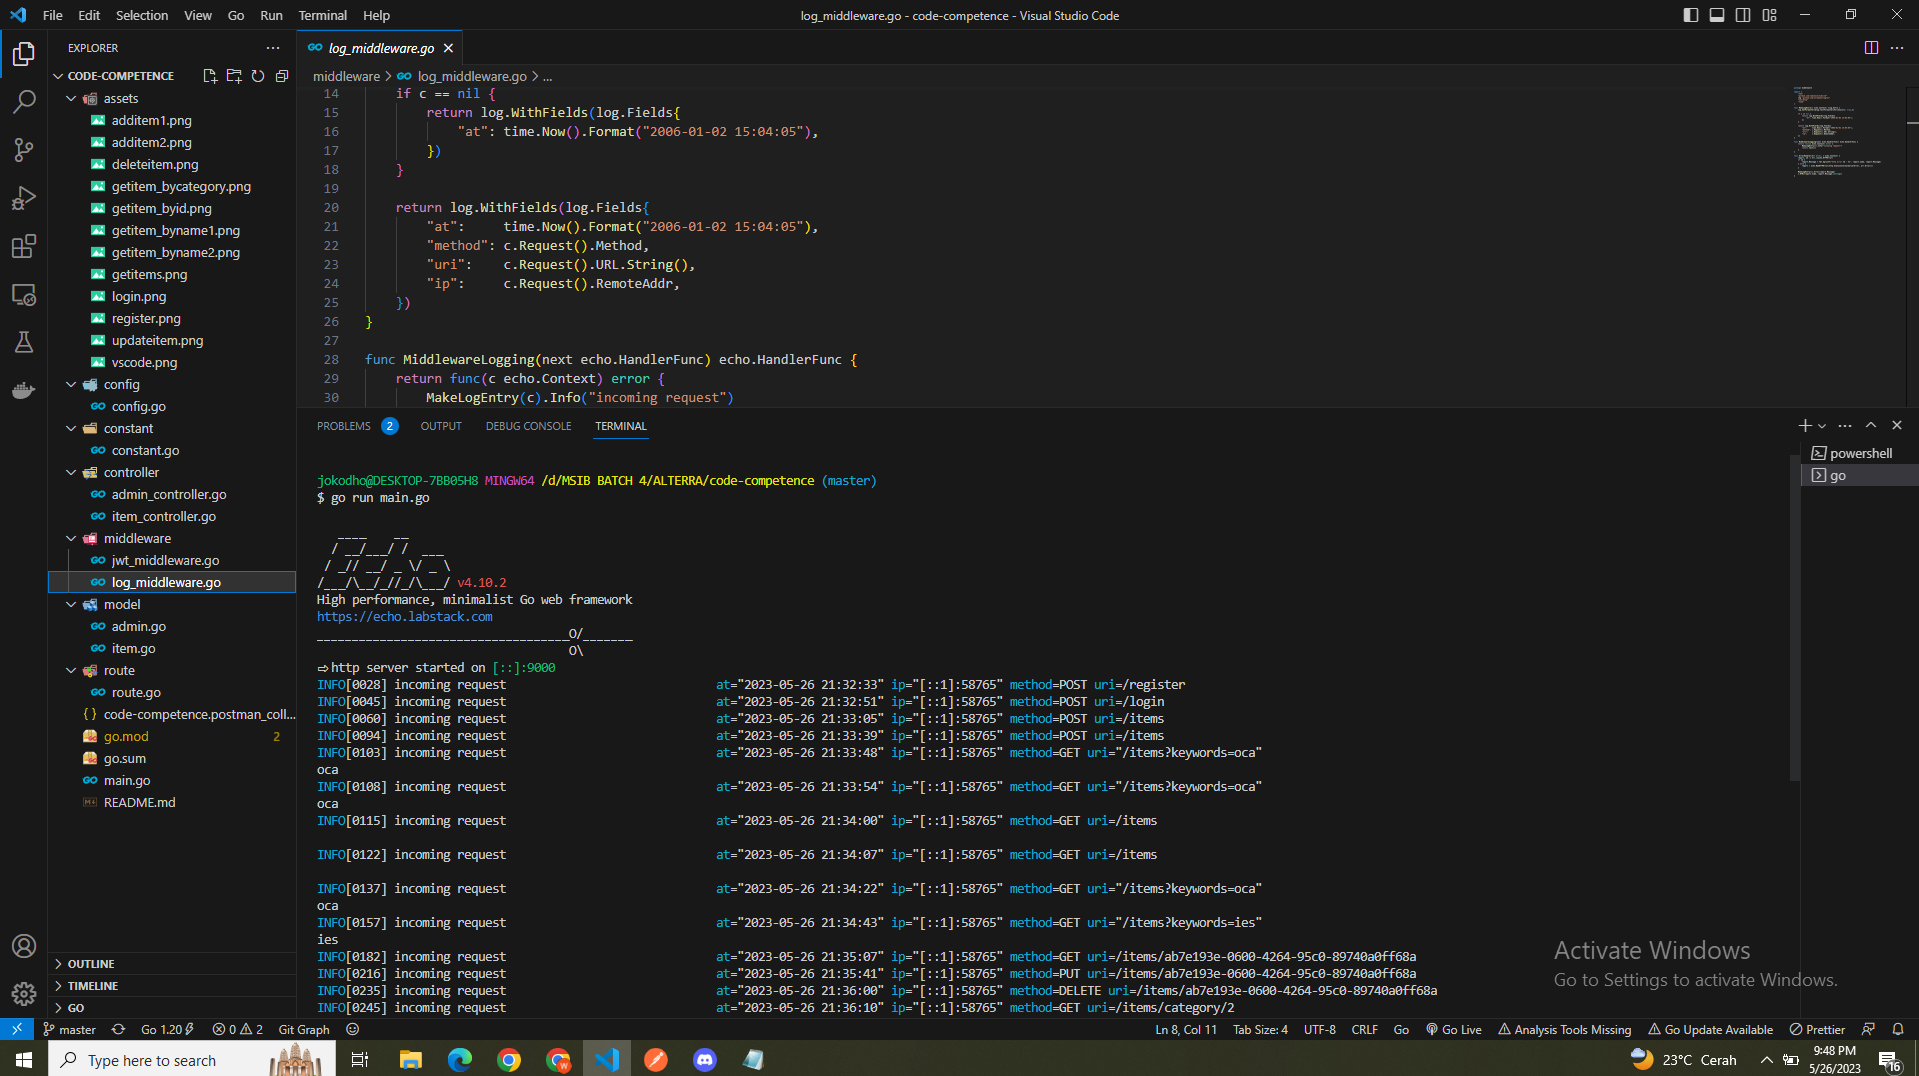 File Edit Selection View Go Run Terminal Help
log_middleware.go - code-competence - Visual Studio Code
EXPLORER
CODE-COMPETENCE
assets
additem1.png
additem2.png
deleteitem.png
getitem_bycategory.png
getitem_byid.png
getitem_byname1.png
getitem_byname2.png
getitems.png
login.png
register.png
updateitem.png
vscode.png
config
config.go
constant
constant.go
controller
admin_controller.go
item_controller.go
middleware
jwt_middleware.go
log_middleware.go
model
admin.go
item.go
route
route.go
{ } code-competence.postman_coll...
go.mod 2
go.sum
main.go
README.md
OUTLINE
TIMELINE
GO
log_middleware.go
middleware > log_middleware.go > ...
14 if c == nil {
15 return log.WithFields(log.Fields{
16 "at": time.Now().Format("2006-01-02 15:04:05"),
17 })
18 }
19
20 return log.WithFields(log.Fields{
21 "at": time.Now().Format("2006-01-02 15:04:05"),
22 "method": c.Request().Method,
23 "uri": c.Request().URL.String(),
24 "ip": c.Request().RemoteAddr,
25 })
26 }
27
28 func MiddlewareLogging(next echo.HandlerFunc) echo.HandlerFunc {
29 return func(c echo.Context) error {
30 MakeLogEntry(c).Info("incoming request")
PROBLEMS 2 OUTPUT DEBUG CONSOLE TERMINAL
powershell
go
jokodho@DESKTOP-7BB05H8 MINGW64 /d/MSIB BATCH 4/ALTERRA/code-competence (master)
$ go run main.go
v4.10.2
High performance, minimalist Go web framework
https://echo.labstack.com
____________________________________O/_______
O\
⇨ http server started on [::]:9000
INFO[0028] incoming request at="2023-05-26 21:32:33" ip="[::1]:58765" method=POST uri=/register
INFO[0045] incoming request at="2023-05-26 21:32:51" ip="[::1]:58765" method=POST uri=/login
INFO[0060] incoming request at="2023-05-26 21:33:05" ip="[::1]:58765" method=POST uri=/items
INFO[0094] incoming request at="2023-05-26 21:33:39" ip="[::1]:58765" method=POST uri=/items
INFO[0103] incoming request at="2023-05-26 21:33:48" ip="[::1]:58765" method=GET uri="/items?keywords=oca"
oca
INFO[0108] incoming request at="2023-05-26 21:33:54" ip="[::1]:58765" method=GET uri="/items?keywords=oca"
oca
INFO[0115] incoming request at="2023-05-26 21:34:00" ip="[::1]:58765" method=GET uri=/items
INFO[0122] incoming request at="2023-05-26 21:34:07" ip="[::1]:58765" method=GET uri=/items
INFO[0137] incoming request at="2023-05-26 21:34:22" ip="[::1]:58765" method=GET uri="/items?keywords=oca"
oca
INFO[0157] incoming request at="2023-05-26 21:34:43" ip="[::1]:58765" method=GET uri="/items?keywords=ies"
ies
INFO[0182] incoming request at="2023-05-26 21:35:07" ip="[::1]:58765" method=GET uri=/items/ab7e193e-0600-4264-95c0-89740a0ff68a
INFO[0216] incoming request at="2023-05-26 21:35:41" ip="[::1]:58765" method=PUT uri=/items/ab7e193e-0600-4264-95c0-89740a0ff68a
INFO[0235] incoming request at="2023-05-26 21:36:00" ip="[::1]:58765" method=DELETE uri=/items/ab7e193e-0600-4264-95c0-89740a0ff68a
INFO[0245] incoming request at="2023-05-26 21:36:10" ip="[::1]:58765" method=GET uri=/items/category/2
Activate Windows
Go to Settings to activate Windows.
master Go 1.20 0 2 Git Graph
Ln 8, Col 11 Tab Size: 4 UTF-8 CRLF Go Go Live Analysis Tools Missing Go Update Available Prettier
Type here to search
23°C Cerah
9:48 PM
5/26/2023
16